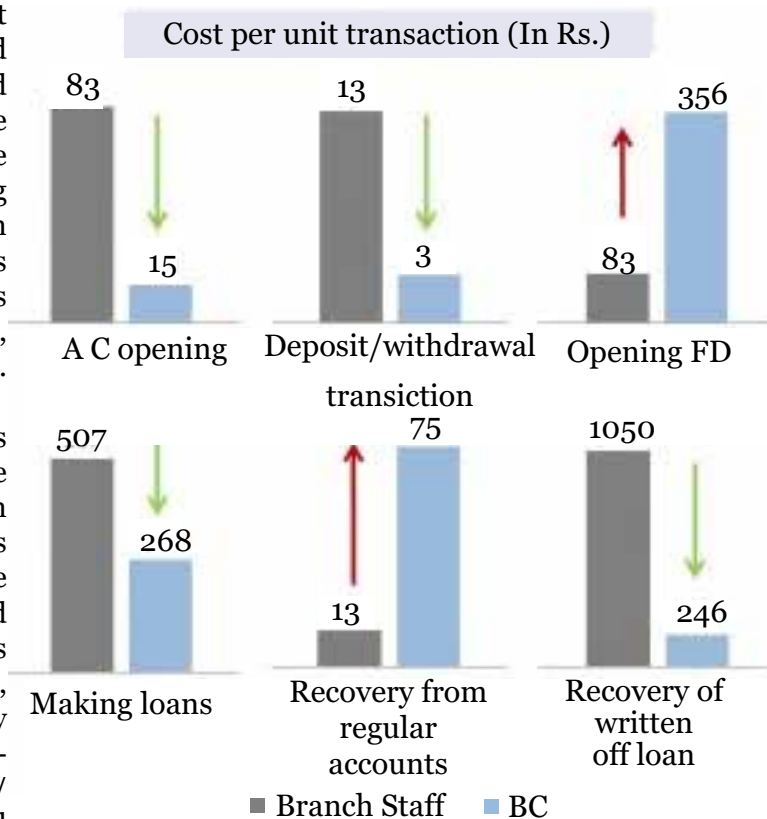 Cost per unit transaction (In Rs.)
83
15
A C opening
13
3
Deposit/withdrawal
transiction
83
356
Opening FD
507
268
Making loans
13
75
Recovery from
regular
accounts
1050
246
Recovery of
written
off loan
Branch Staff
BC